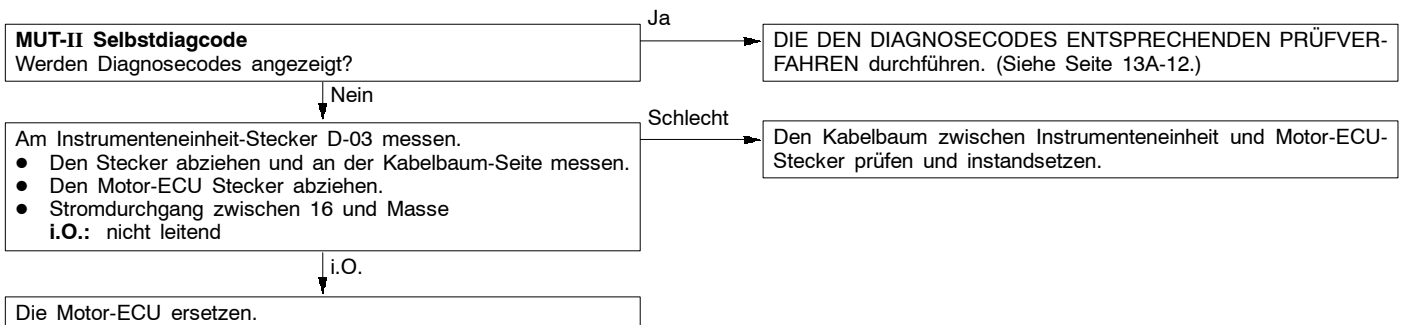 MUT-II Selbstdiagcode
Werden Diagnosecodes angezeigt?
Ja
DIE DEN DIAGNOSECODES ENTSPRECHENDEN PRÜFVER-
FAHREN durchführen. (Siehe Seite 13A-12.)
Nein
Am Instrumenteneinheit-Stecker D-03 messen.
● Den Stecker abziehen und an der Kabelbaum-Seite messen.
● Den Motor-ECU Stecker abziehen.
● Stromdurchgang zwischen 16 und Masse
i.O.: nicht leitend
Schlecht
Den Kabelbaum zwischen Instrumenteneinheit und Motor-ECU-
Stecker prüfen und instandsetzen.
i.O.
Die Motor-ECU ersetzen.